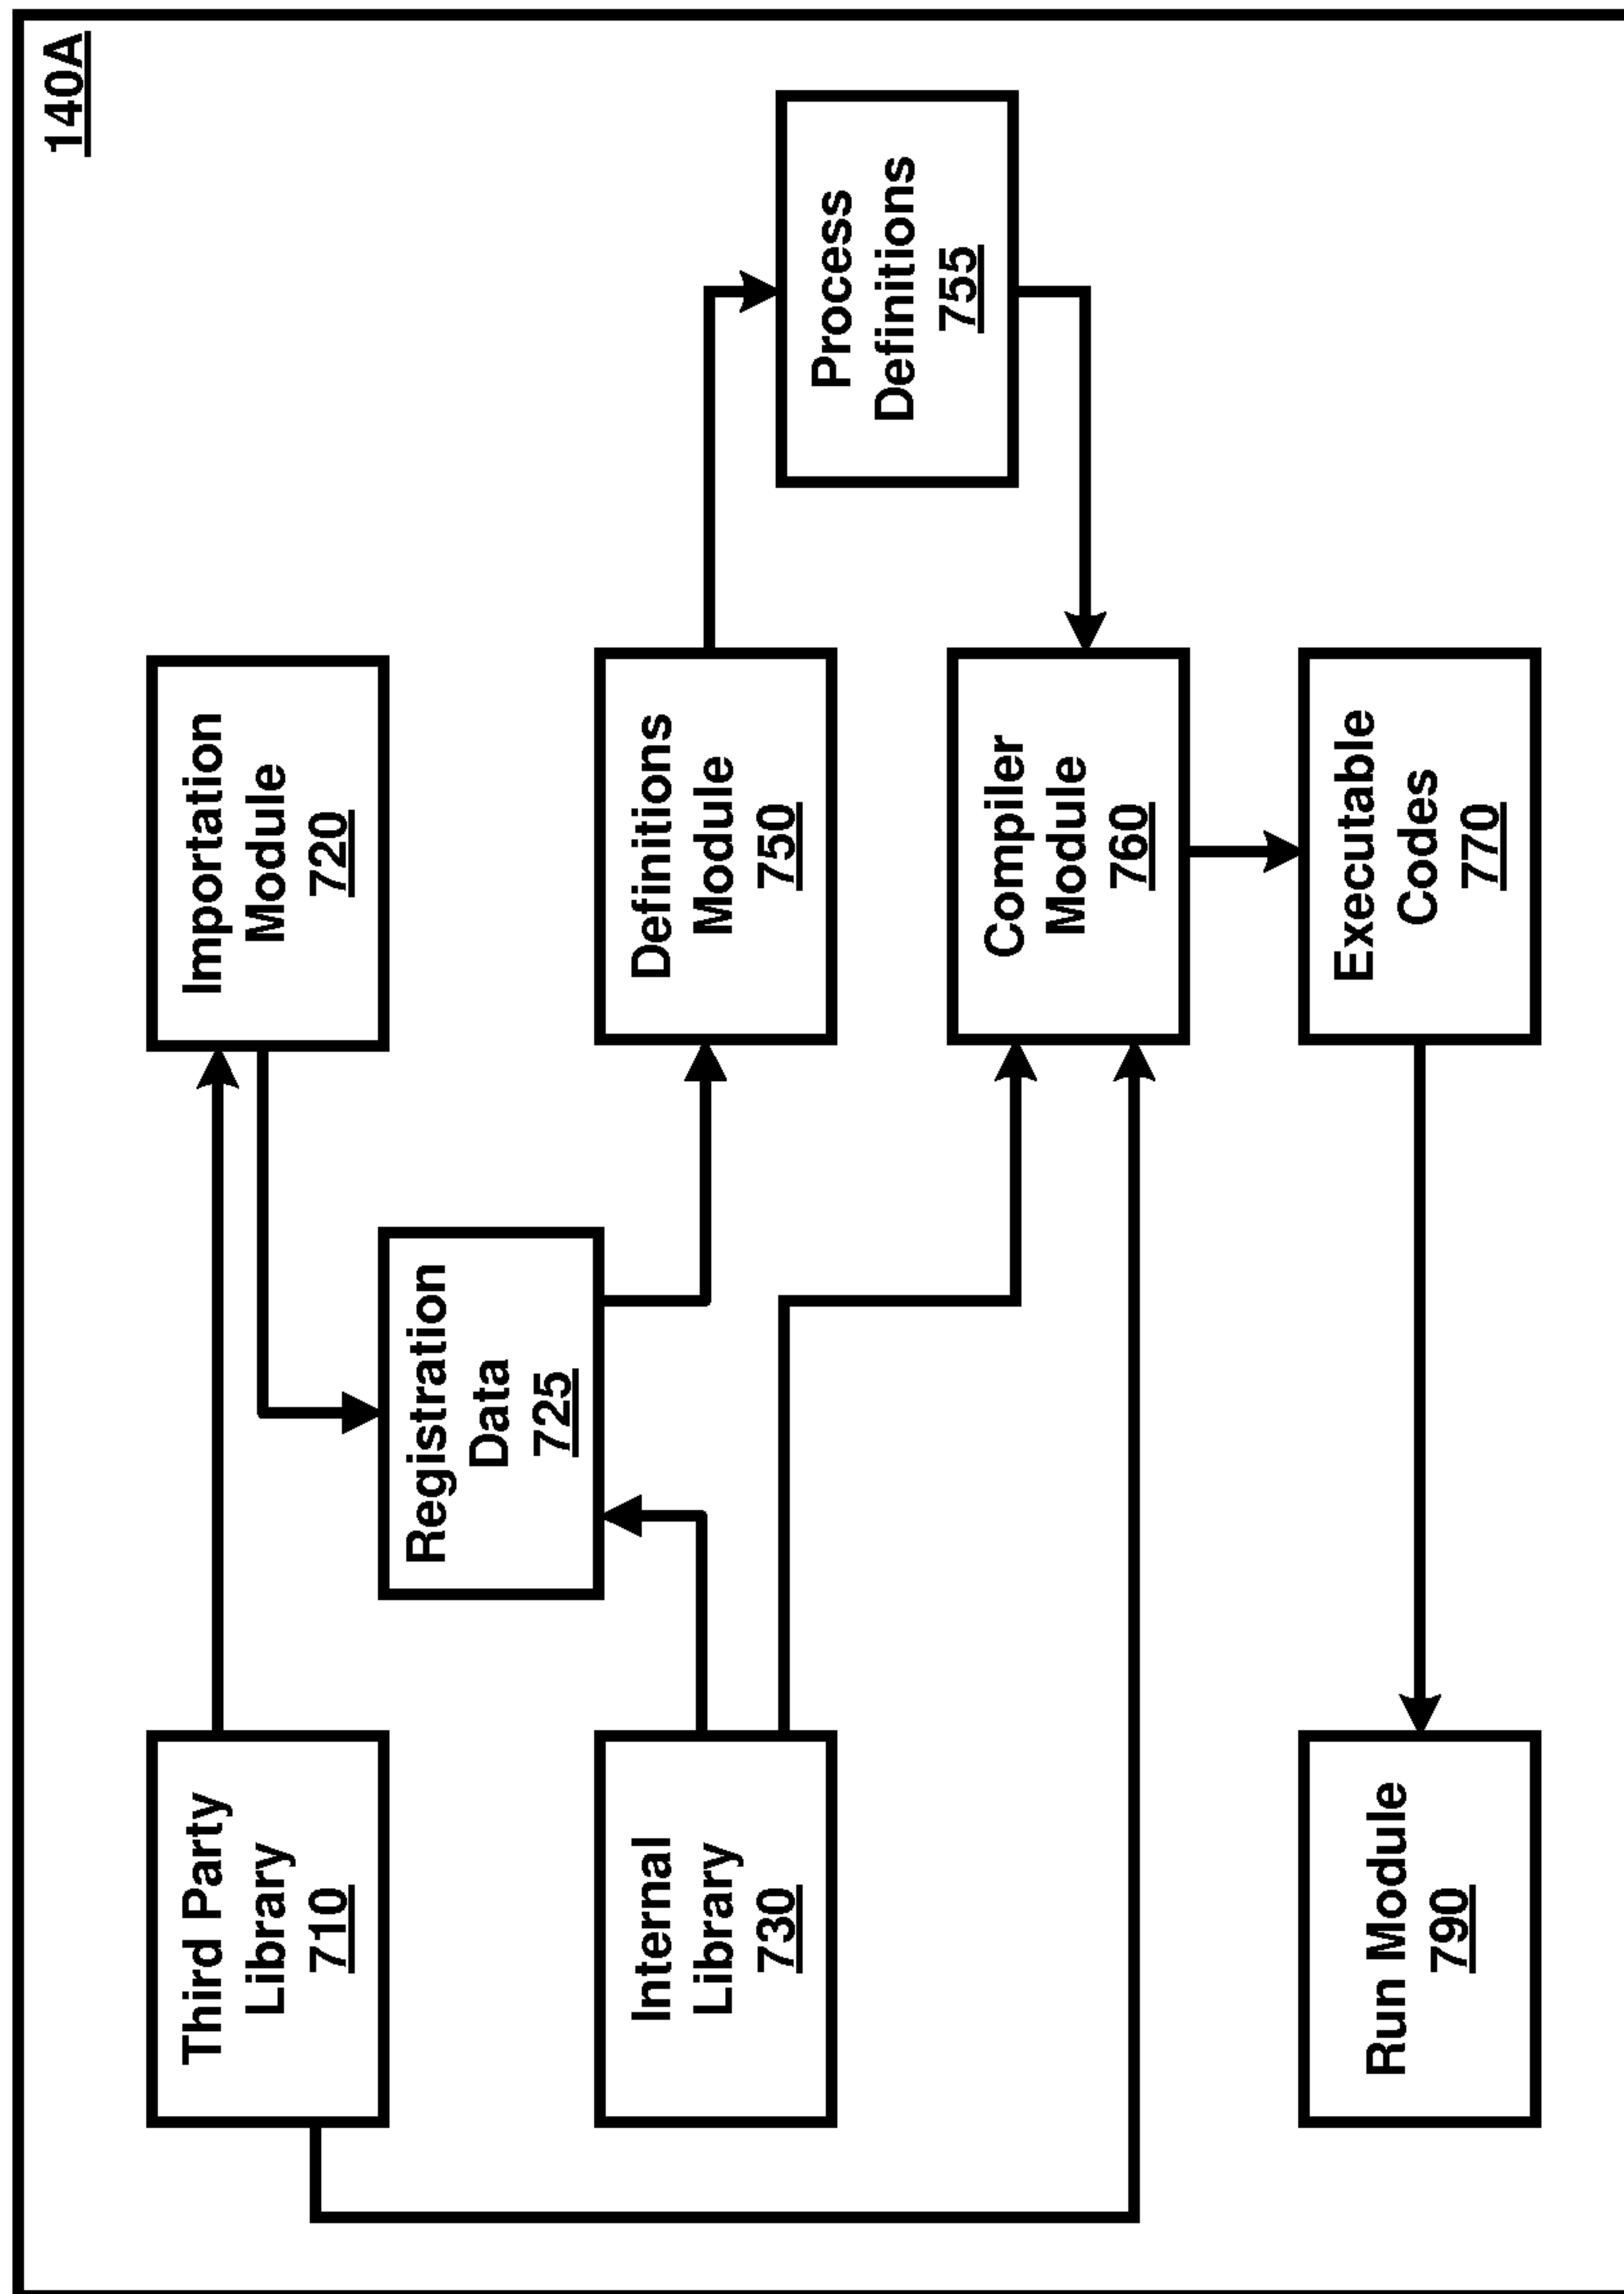 140A
Third Party
Library
710
Importation
Module
720
Registration
Data
725
Internal
Library
730
Definitions
Module
750
Process
Definitions
755
Compiler
Module
760
Run Module
790
Executable
Codes
770